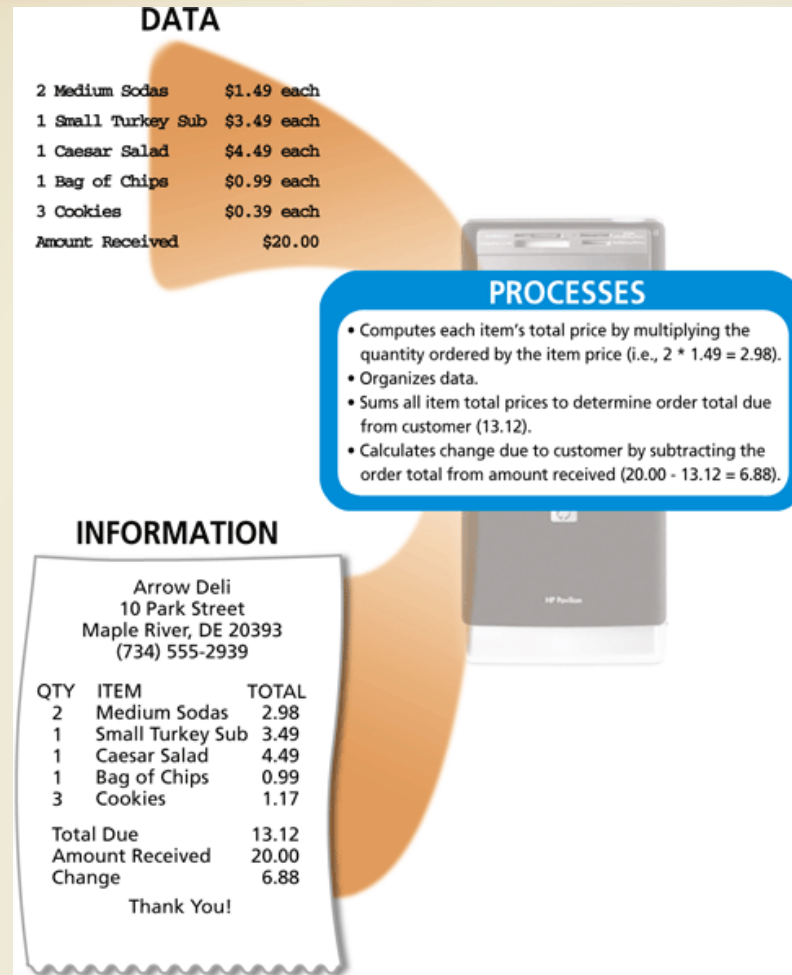 DATA
2 Medium Sodas $1.49 each
1 Small Turkey Sub $3.49 each
1 Caesar Salad $4.49 each
1 Bag of Chips $0.99 each
3 Cookies $0.39 each
Amount Received $20.00
PROCESSES
• Computes each item's total price by multiplying the
quantity ordered by the item price (i.e., 2 * 1.49 = 2.98).
• Organizes data.
• Sums all item total prices to determine order total due
from customer (13.12).
• Calculates change due to customer by subtracting the
order total from amount received (20.00 - 13.12 = 6.88).
HP Pavilion
INFORMATION
Arrow Deli
10 Park Street
Maple River, DE 20393
(734) 555-2939
QTY ITEM TOTAL
2 Medium Sodas 2.98
1 Small Turkey Sub 3.49
1 Caesar Salad 4.49
1 Bag of Chips 0.99
3 Cookies 1.17
Total Due 13.12
Amount Received 20.00
Change 6.88
Thank You!